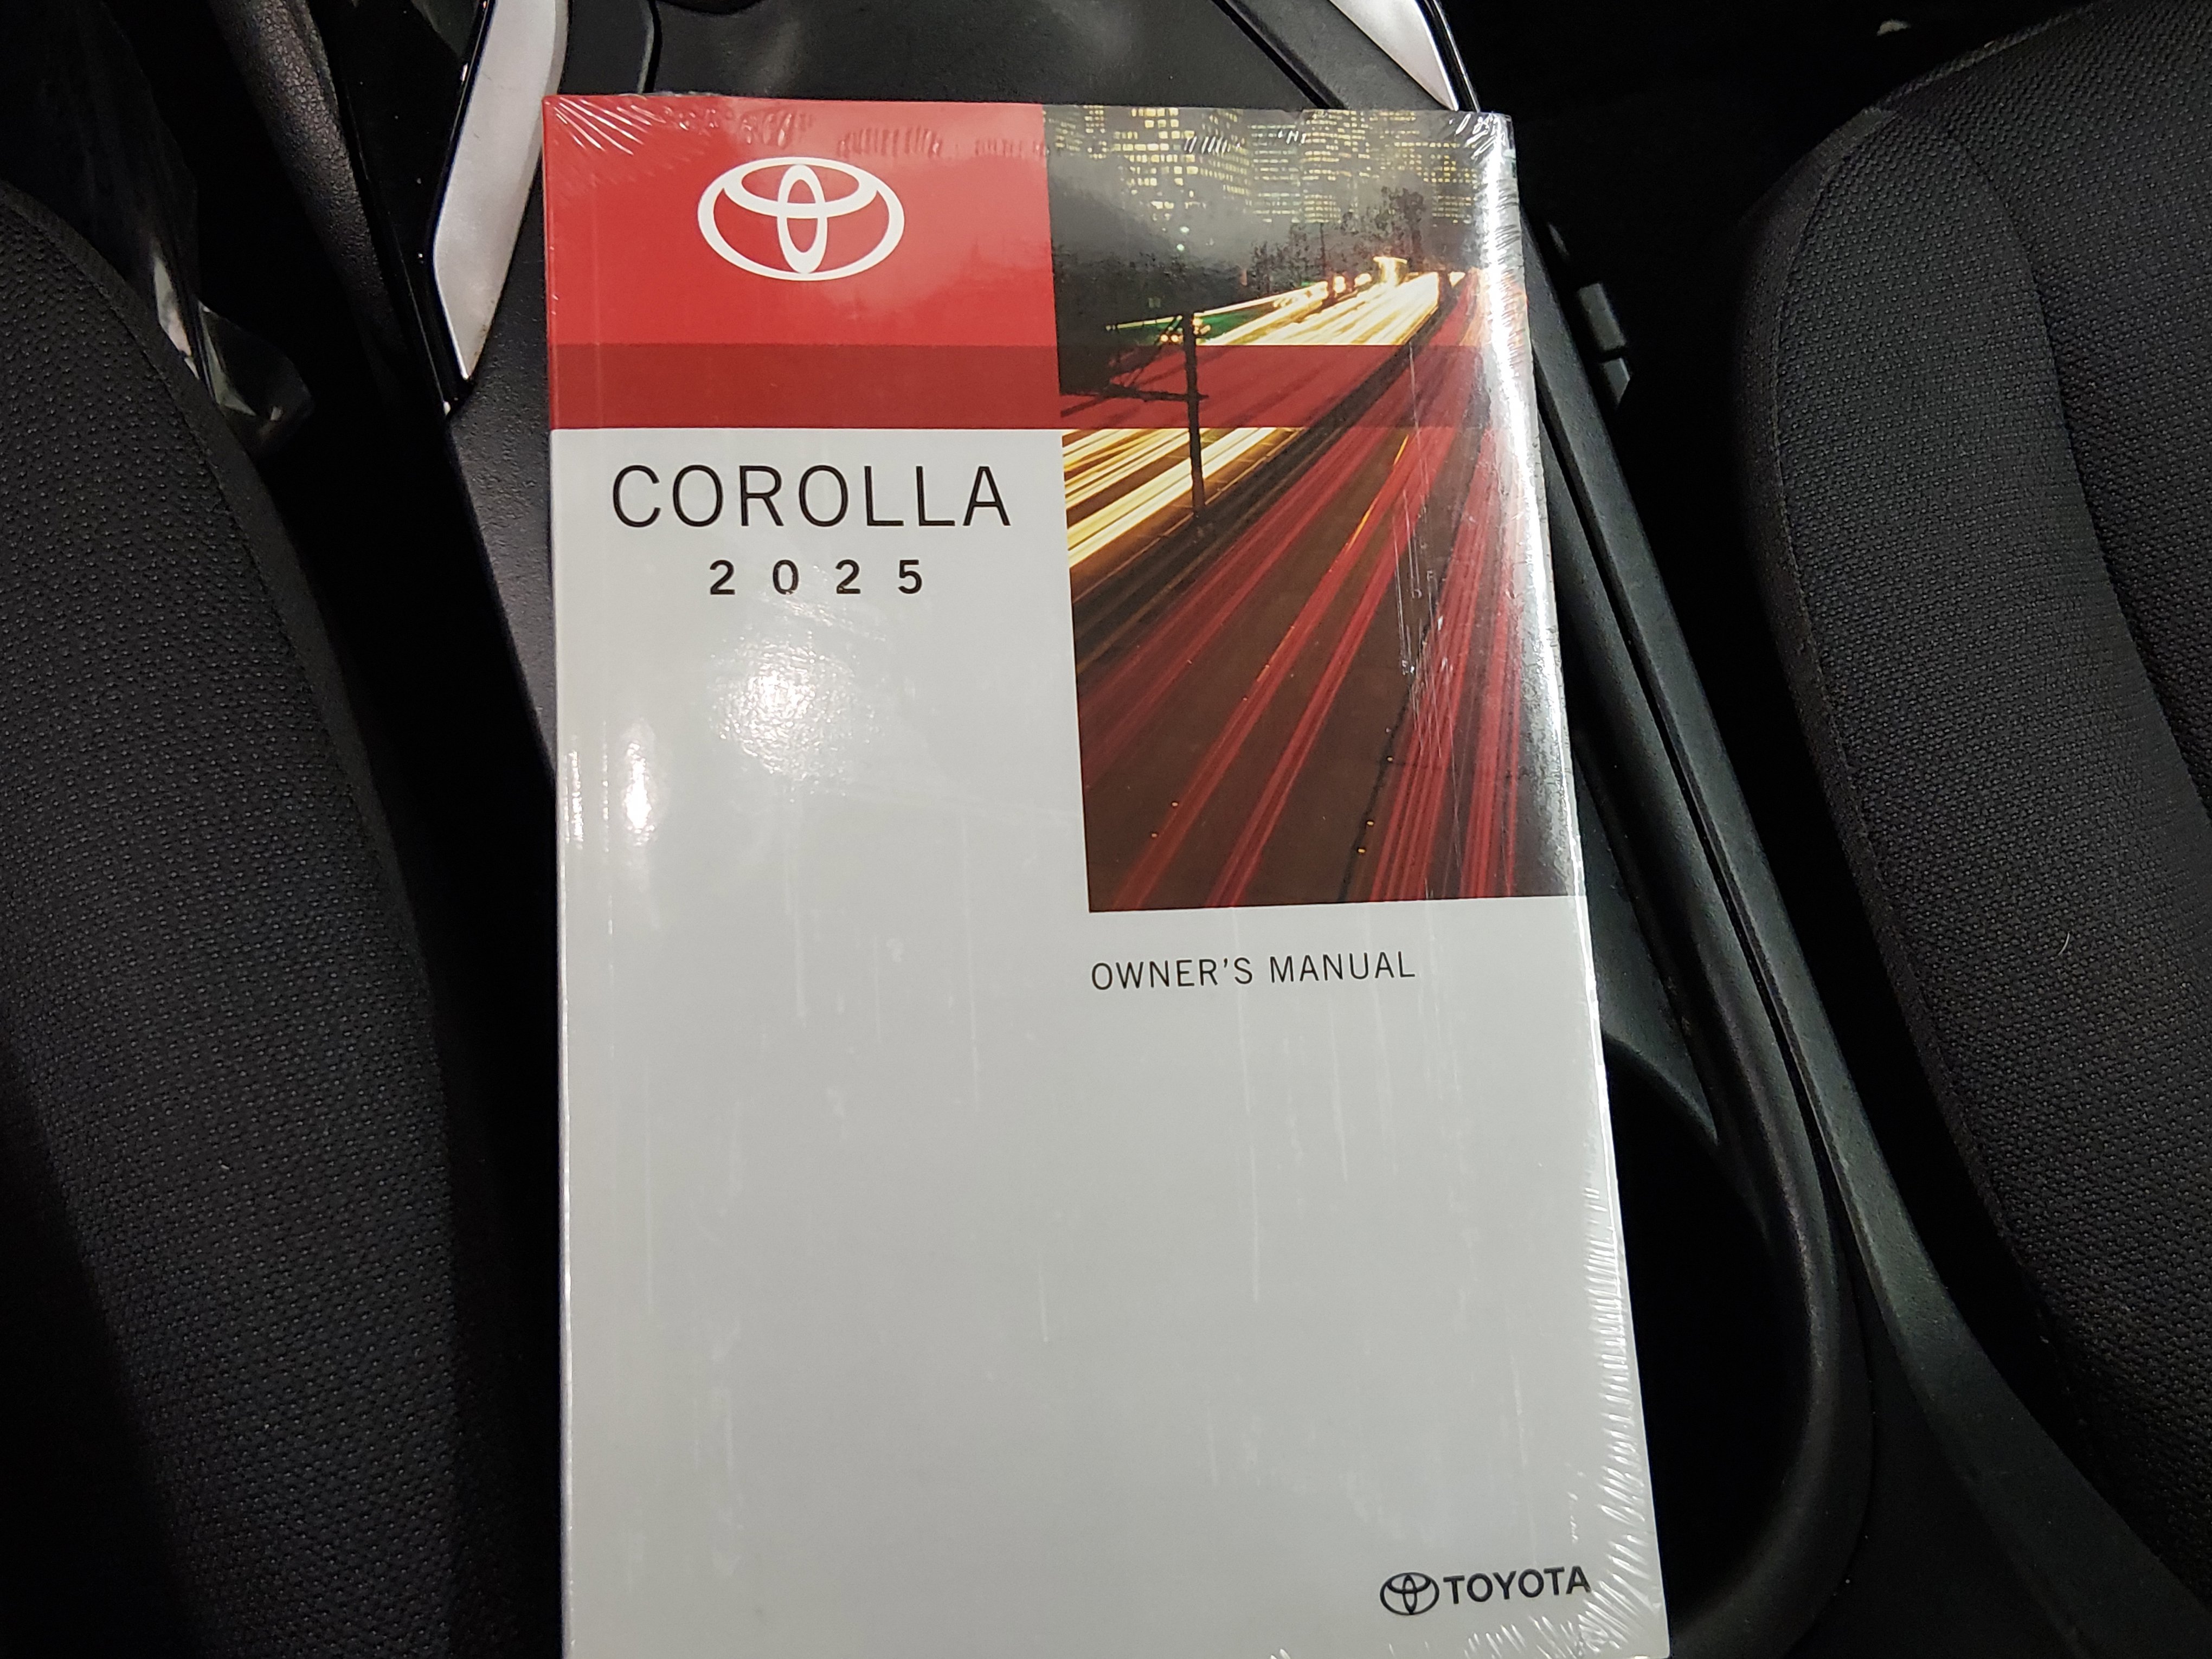 COROLLA
2025
OWNER'S MANUAL
TOYOTA